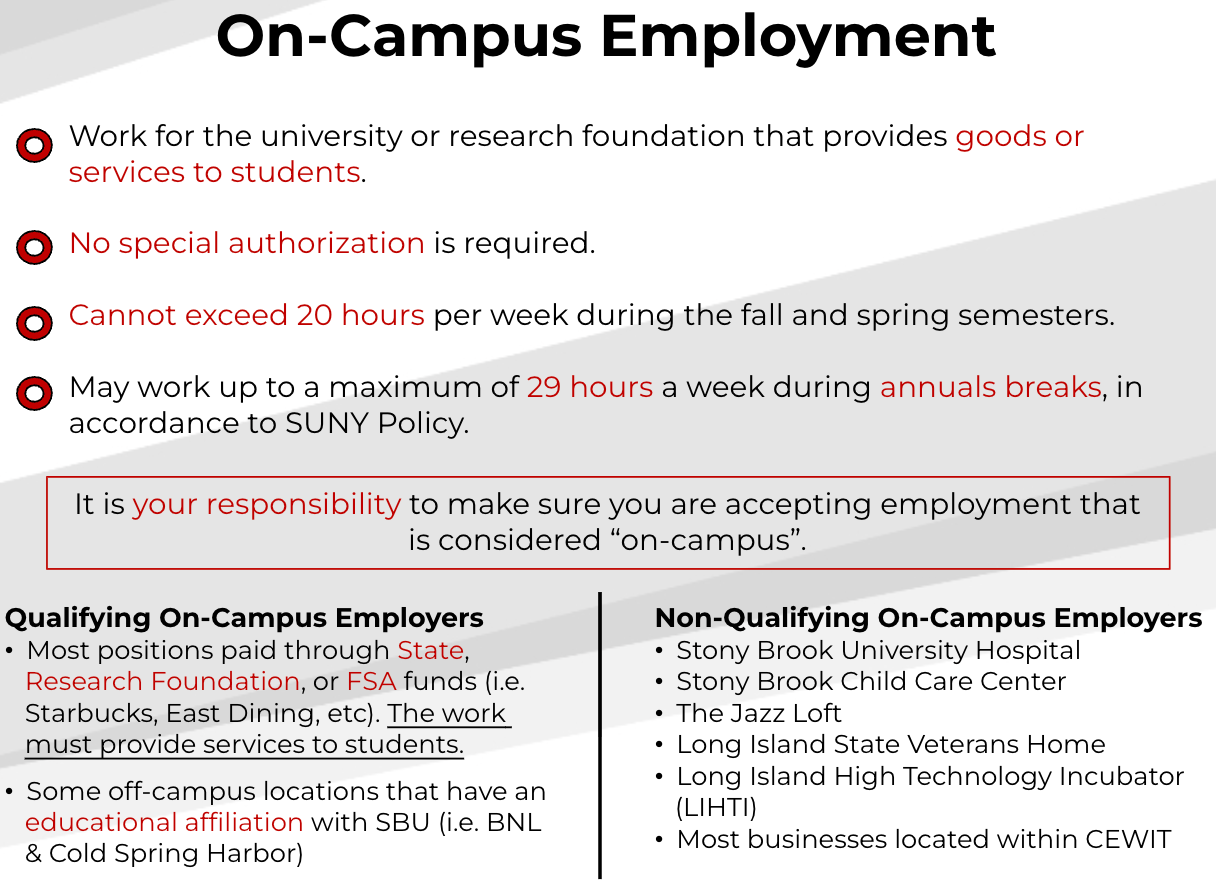 On-Campus Employment
Work for the university or research foundation that provides goods or
services to students.
No special authorization is required.
Cannot exceed 20 hours per week during the fall and spring semesters.
May work up to a maximum of 29 hours a week during annuals breaks, in
accordance to SUNY Policy.
It is your responsibility to make sure you are accepting employment that
is considered “on-campus”.
Qualifying On-Campus Employers
• Most positions paid through State,
Research Foundation, or FSA funds (i.e.
Starbucks, East Dining, etc). The work
must provide services to students.
• Some off-campus locations that have an
educational affiliation with SBU (i.e. BNL
& Cold Spring Harbor)
Non-Qualifying On-Campus Employers
• Stony Brook University Hospital
• Stony Brook Child Care Center
• The Jazz Loft
• Long Island State Veterans Home
• Long Island High Technology Incubator
(LIHTI)
• Most businesses located within CEWIT